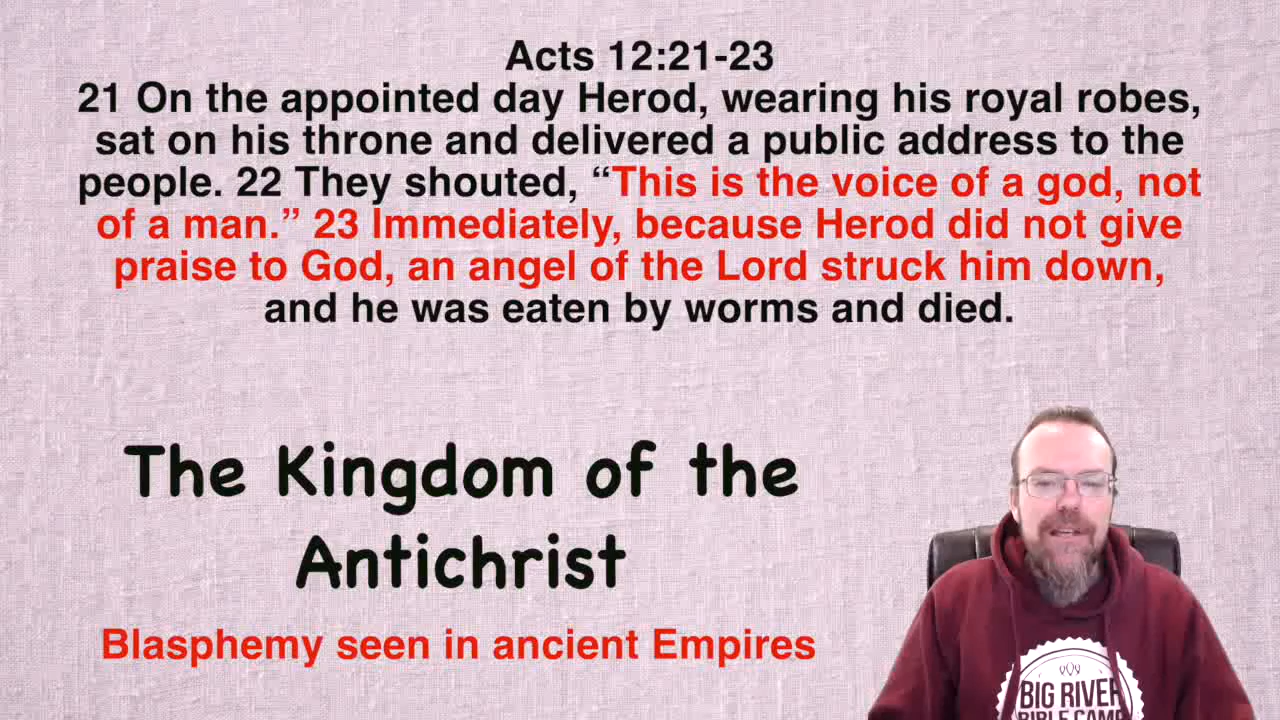 Acts 12:21-23
21 On the appointed day Herod, wearing his royal robes,
sat on his throne and delivered a public address to the
people. 22 They shouted, “This is the voice of a god, not
of a man.” 23 Immediately, because Herod did not give
praise to God, an angel of the Lord struck him down,
and he was eaten by worms and died.
The Kingdom of the
Antichrist
Blasphemy seen in ancient Empires
BIG RIVER
BIBLE CAMP